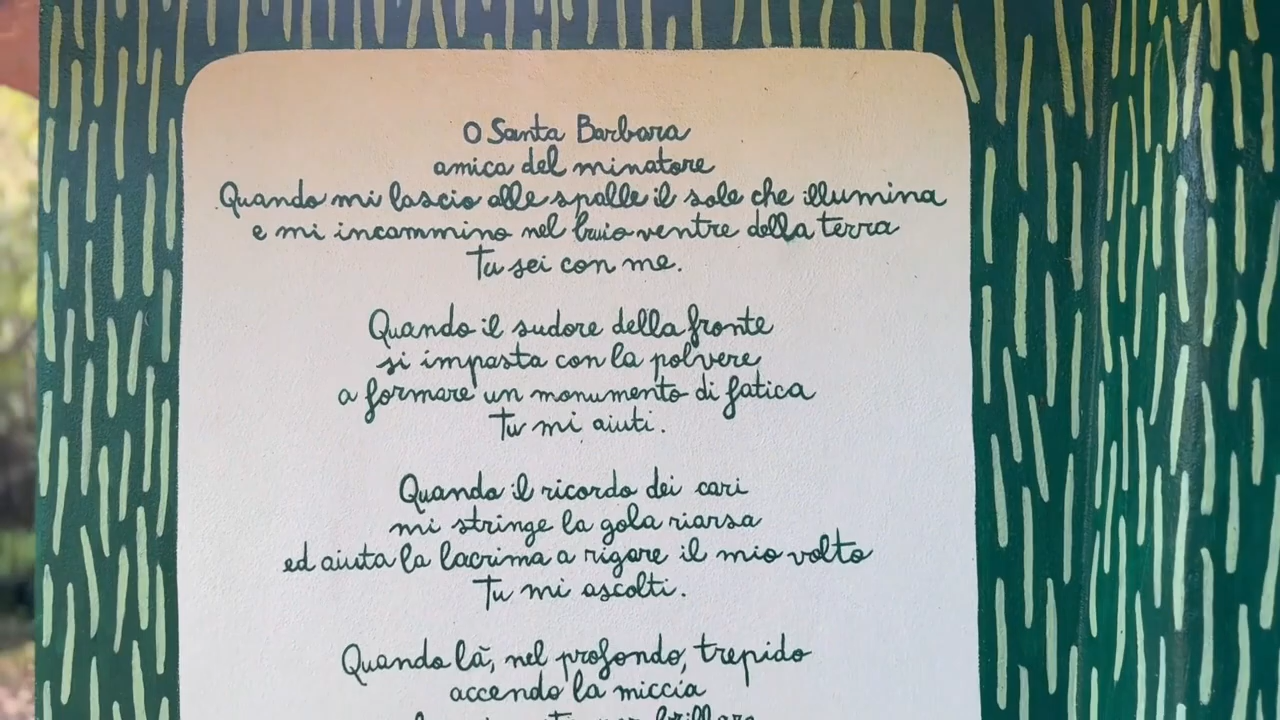 O Santa Barbara
amica del minatore
Quando mi lascio alle spalle il sole che illumina
e mi incammino nel buio ventre della terra
Tu sei con me.
Quando il sudore della fronte
si impasta con la polvere
a formare un monumento di fatica
Tu mi aiuti.
Quando il ricordo dei cari
mi stringe la gola riarsa
ed aiuta la lacrima a rigare il mio volto
Tu mi ascolti.
Quando là, nel profondo, trepido
accendo la miccia
per brillare